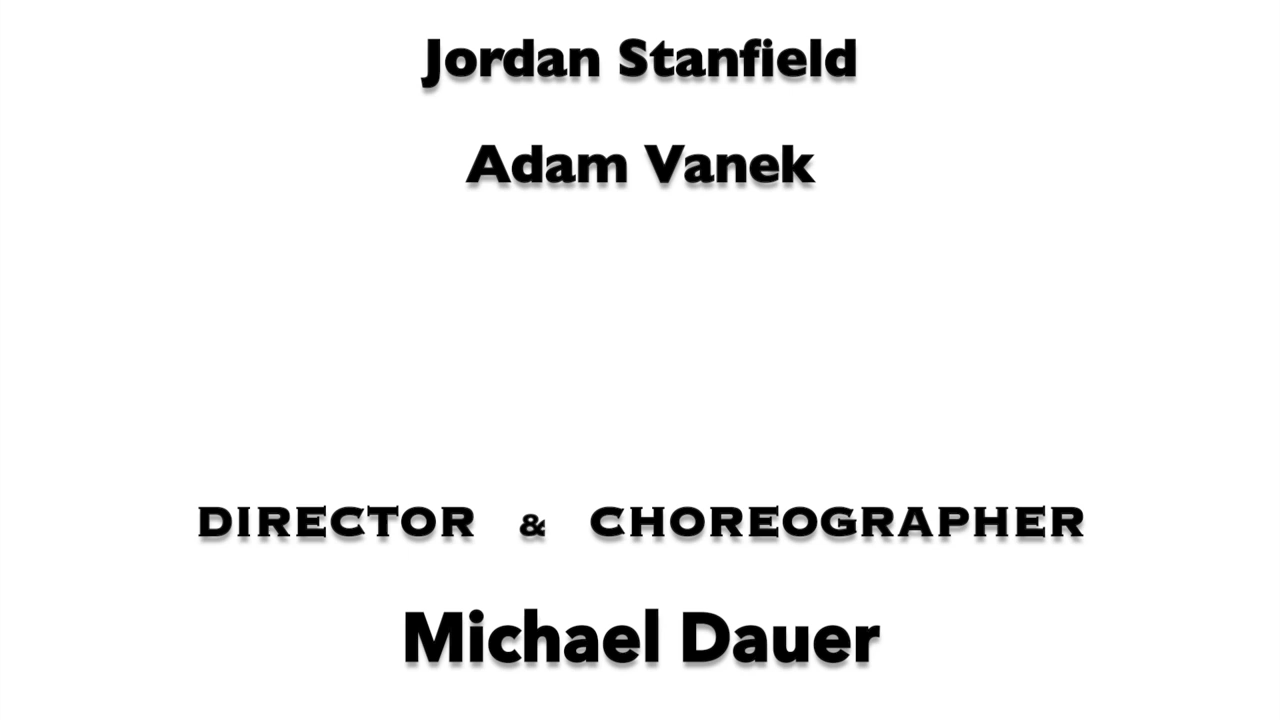 Jordan Stanfield
Adam Vanek
DIRECTOR & CHOREOGRAPHER
Michael Dauer